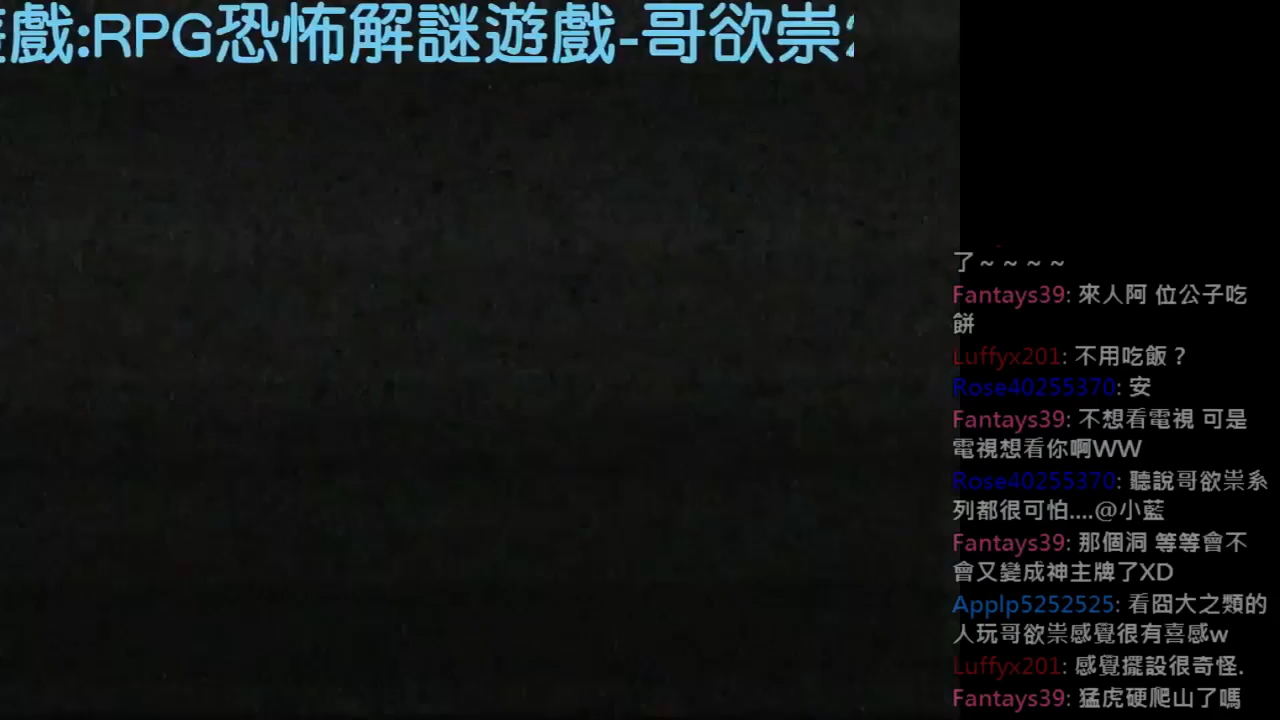 戲:RPG恐怖解謎遊戲-哥欲祟
了~~~~
Fantays39: 來人阿 位公子吃
餅
Luffyx201: 不用吃飯？
Rose40255370: 安
Fantays39: 不想看電視 可是
電視想看你啊WW
Rose40255370: 聽說哥欲祟系
列都很可怕....@小藍
Fantays39: 那個洞 等等會不
會又變成神主牌了XD
Applp5252525: 看囧大之類的
人玩哥欲祟感覺很有喜感w
Luffyx201: 感覺擺設很奇怪.
Fantays39: 猛虎硬爬山了嗎